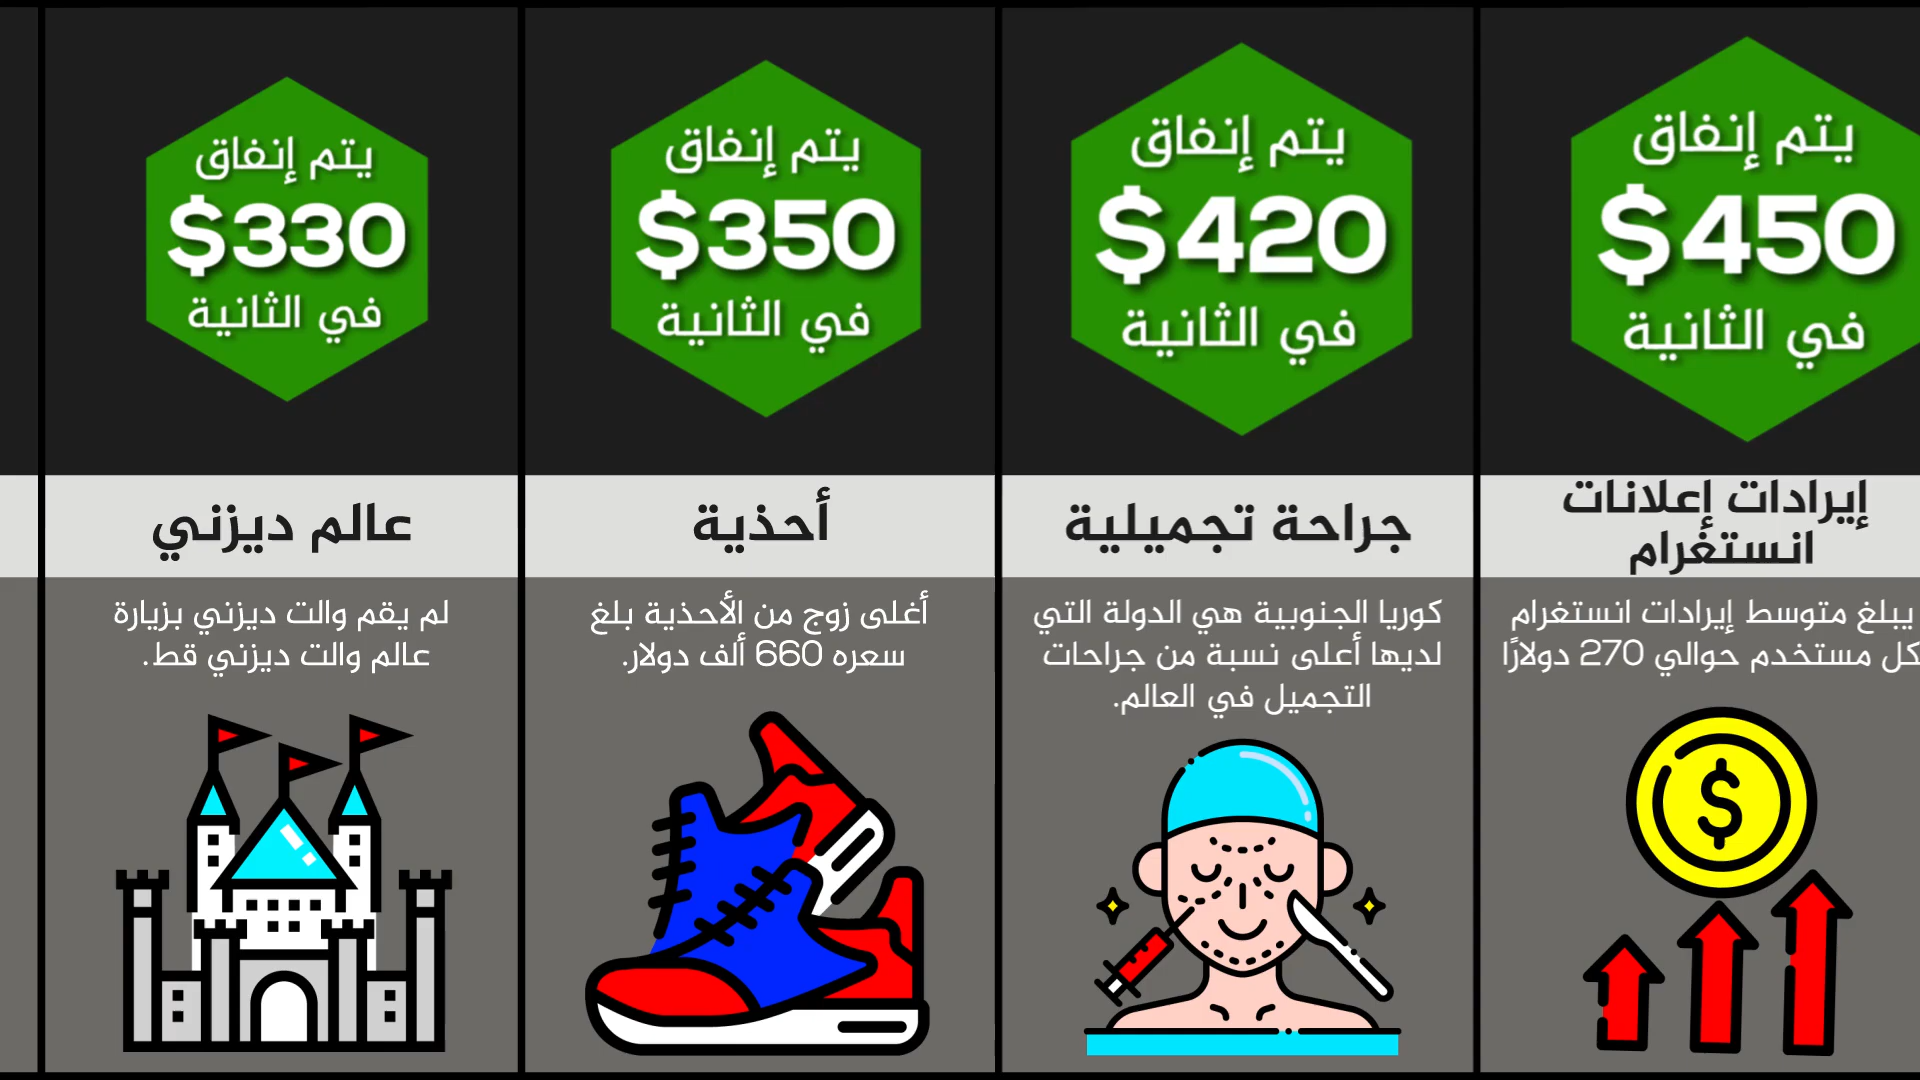 يتم إنفاق
$330
في الثانية
عالم ديزني
لم يقم والت ديزني بزيارة
عالم والت ديزني قط.
يتم إنفاق
$350
في الثانية
أحذية
أغلى زوج من الأحذية بلغ
سعره 660 ألف دولار.
يتم إنفاق
$420
في الثانية
جراحة تجميلية
كوريا الجنوبية هي الدولة التي
لديها أعلى نسبة من جراحات
التجميل في العالم.
يتم إنفاق
$450
في الثانية
إيرادات إعلانات
انستغرام
يبلغ متوسط إيرادات انستغرام
كل مستخدم حوالي 270 دولارًا